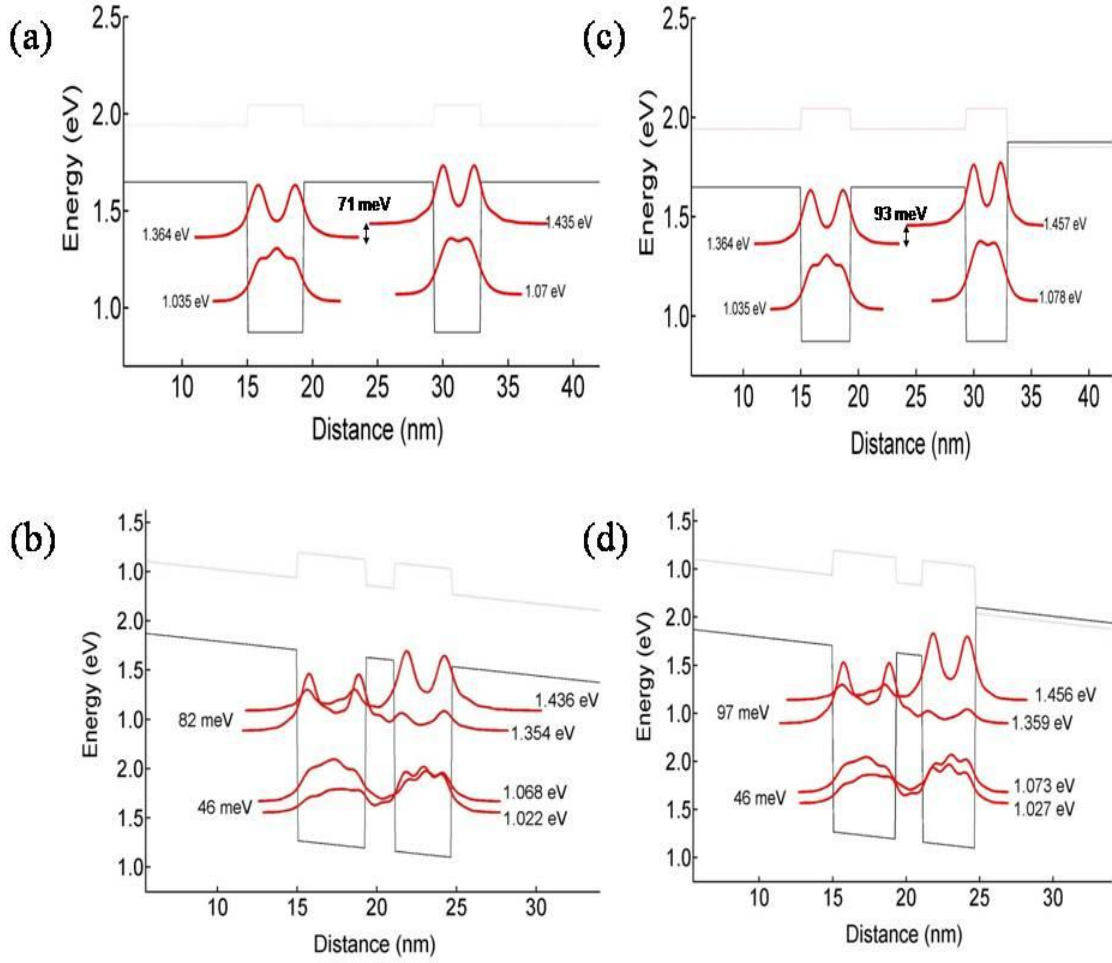 (a)
2.5
2.0
1.5
1.0
Energy (eV)
71 meV
1.364 eV
1.435 eV
1.035 eV
1.07 eV
10 15 20 25 30 35 40
Distance (nm)
(c)
2.5
2.0
1.5
1.0
Energy (eV)
93 meV
1.364 eV
1.457 eV
1.035 eV
1.078 eV
10 15 20 25 30 35 40
Distance (nm)
(b)
1.5
1.0
2.0
1.5
1.0
2.0
1.5
1.0
Energy (eV)
82 meV
1.436 eV
1.354 eV
46 meV
1.068 eV
1.022 eV
10 15 20 25 30
Distance (nm)
(d)
1.5
1.0
2.0
1.5
1.0
2.0
1.5
1.0
Energy (eV)
97 meV
1.456 eV
1.359 eV
46 meV
1.073 eV
1.027 eV
10 15 20 25 30
Distance (nm)